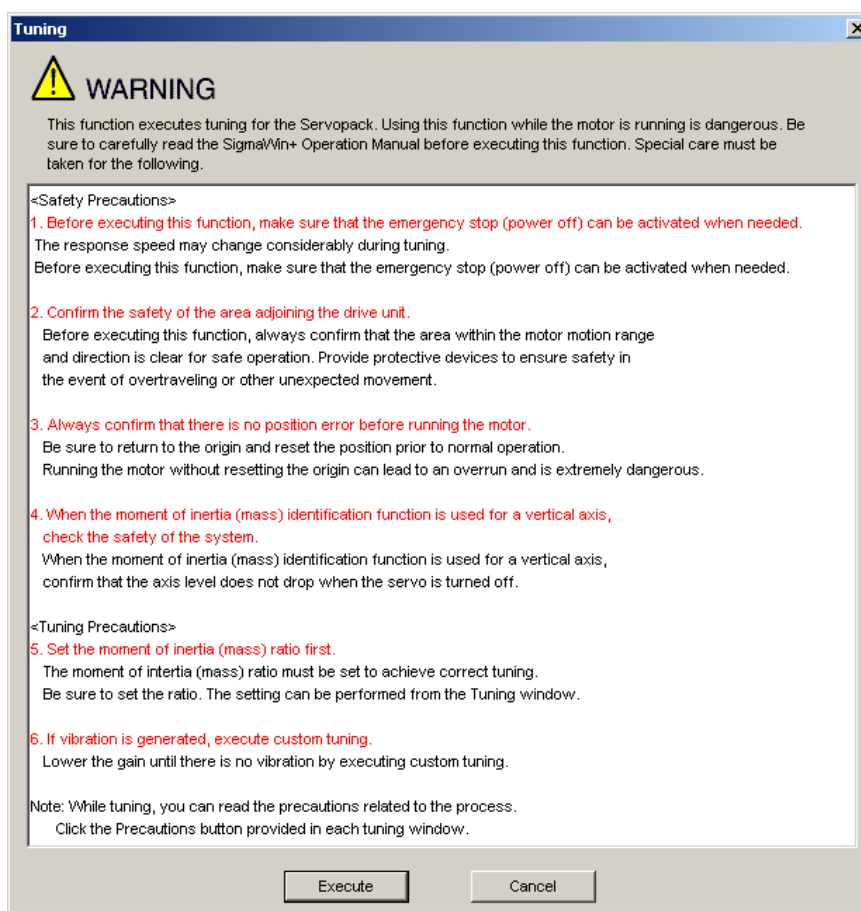 Tuning
WARNING
This function executes tuning for the Servopack. Using this function while the motor is running is dangerous. Be
sure to carefully read the SigmaWin+ Operation Manual before executing this function. Special care must be
taken for the following.
<Safety Precautions>
1. Before executing this function, make sure that the emergency stop (power off) can be activated when needed.
The response speed may change considerably during tuning.
Before executing this function, make sure that the emergency stop (power off) can be activated when needed.
2. Confirm the safety of the area adjoining the drive unit.
Before executing this function, always confirm that the area within the motor motion range
and direction is clear for safe operation. Provide protective devices to ensure safety in
the event of overtraveling or other unexpected movement.
3. Always confirm that there is no position error before running the motor.
Be sure to return to the origin and reset the position prior to normal operation.
Running the motor without resetting the origin can lead to an overrun and is extremely dangerous.
4. When the moment of inertia (mass) identification function is used for a vertical axis,
check the safety of the system.
When the moment of inertia (mass) identification function is used for a vertical axis,
confirm that the axis level does not drop when the servo is turned off.
<Tuning Precautions>
5. Set the moment of inertia (mass) ratio first.
The moment of intertia (mass) ratio must be set to achieve correct tuning.
Be sure to set the ratio. The setting can be performed from the Tuning window.
6. If vibration is generated, execute custom tuning.
Lower the gain until there is no vibration by executing custom tuning.
Note: While tuning, you can read the precautions related to the process.
Click the Precautions button provided in each tuning window.
Execute
Cancel